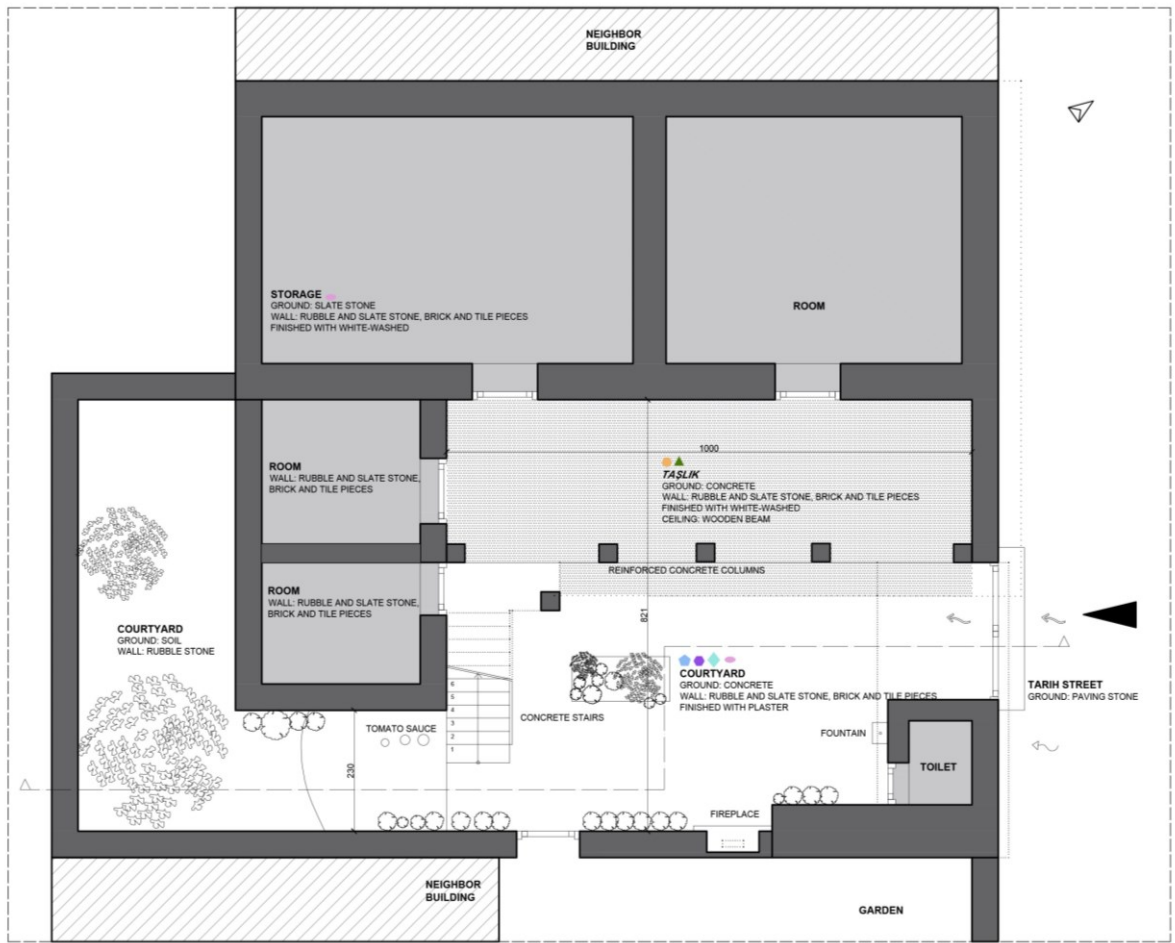 NEIGHBOR
BUILDING
STORAGE
GROUND: SLATE STONE
WALL: RUBBLE AND SLATE STONE, BRICK AND TILE PIECES
FINISHED WITH WHITE-WASHED
ROOM
1000
ROOM
WALL: RUBBLE AND SLATE STONE,
BRICK AND TILE PIECES
TAŞLIK
GROUND: CONCRETE
WALL: RUBBLE AND SLATE STONE, BRICK AND TILE PIECES
FINISHED WITH WHITE-WASHED
CEILING: WOODEN BEAM
REINFORCED CONCRETE COLUMNS
ROOM
WALL: RUBBLE AND SLATE STONE,
BRICK AND TILE PIECES
821
COURTYARD
GROUND: SOIL
WALL: RUBBLE STONE
COURTYARD
GROUND: CONCRETE
WALL: RUBBLE AND SLATE STONE, BRICK AND TILE PIECES
FINISHED WITH PLASTER
TARIH STREET
GROUND: PAVING STONE
6
5
4
3
2
1
CONCRETE STAIRS
TOMATO SAUCE
FOUNTAIN
TOILET
230
FIREPLACE
NEIGHBOR
BUILDING
GARDEN